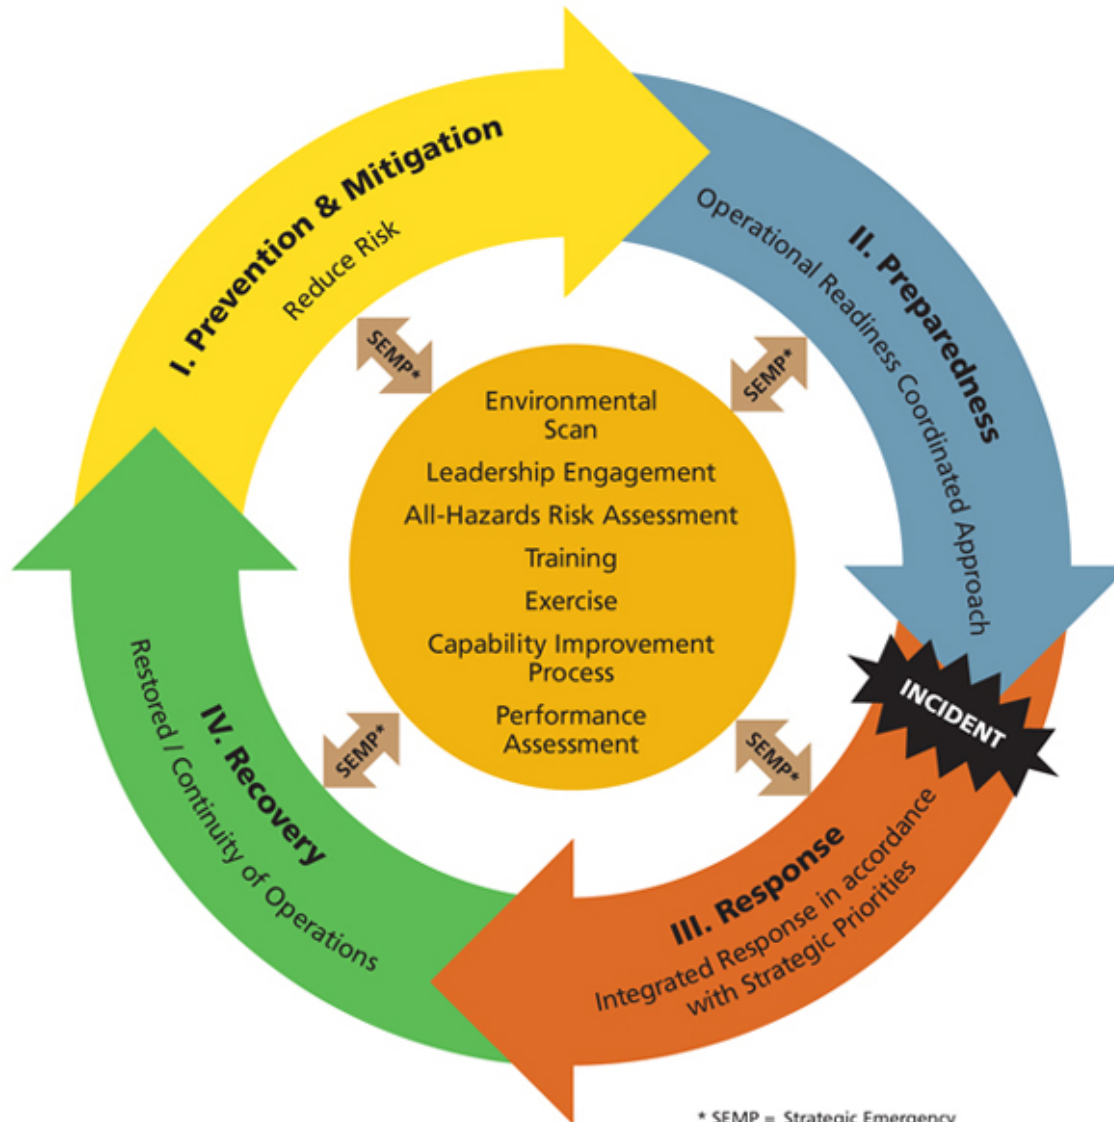 I. Prevention & Mitigation
Reduce Risk
II. Preparedness
Operational Readiness Coordinated Approach
INCIDENT
III. Response
Integrated Response in accordance
with Strategic Priorities
IV. Recovery
Restored / Continuity of Operations
SEMP*
SEMP*
SEMP*
SEMP*
Environmental
Scan
Leadership Engagement
All-Hazards Risk Assessment
Training
Exercise
Capability Improvement
Process
Performance
Assessment
* SEMP = Strategic Emergency